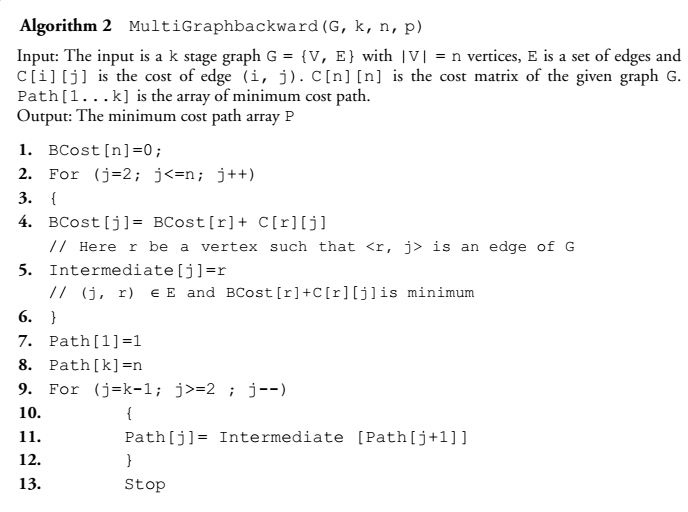 Algorithm 2 MultiGraphbackward(G, k, n, p)
Input: The input is a k stage graph G = {V, E} with |V| = n vertices, E is a set of edges and
C[i][j] is the cost of edge (i, j). C[n][n] is the cost matrix of the given graph G.
Path[1...k] is the array of minimum cost path.
Output: The minimum cost path array P
1. BCost[n]=0;
2. For (j=2; j<=n; j++)
3. {
4. BCost[j]= BCost[r]+ C[r][j]
// Here r be a vertex such that <r, j> is an edge of G
5. Intermediate[j]=r
// (j, r) ∈ E and BCost[r]+C[r][j]is minimum
6. }
7. Path[1]=1
8. Path[k]=n
9. For (j=k-1; j>=2 ; j--)
10. {
11. Path[j]= Intermediate [Path[j+1]]
12. }
13. Stop